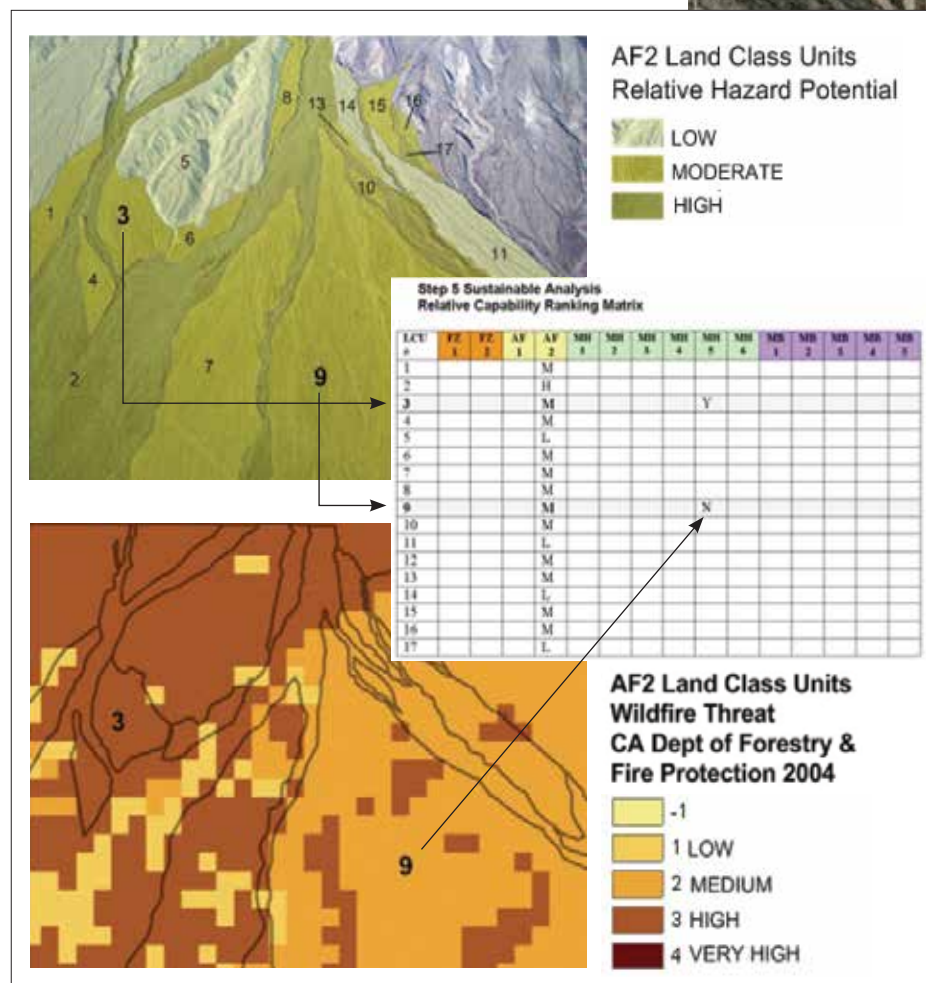 AF2 Land Class Units
Relative Hazard Potential
LOW
MODERATE
HIGH
8
13
14
15
16
17
5
10
1
3
6
4
11
7
9
2
Step 5 Sustainable Analysis
Relative Capability Ranking Matrix
LCU FZ FZ AF AF MH MH MH MH MH MH MB MB MB MB MB
# 1 2 1 2 1 2 3 4 5 6 1 2 3 4 5
1 M
2 H
3 M Y
4 M
5 L
6 M
7 M
8 M
9 M N
10 M
11 L
12 M
13 M
14 L
15 M
16 M
17 L
3
9
AF2 Land Class Units
Wildfire Threat
CA Dept of Forestry &
Fire Protection 2004
-1
1 LOW
2 MEDIUM
3 HIGH
4 VERY HIGH